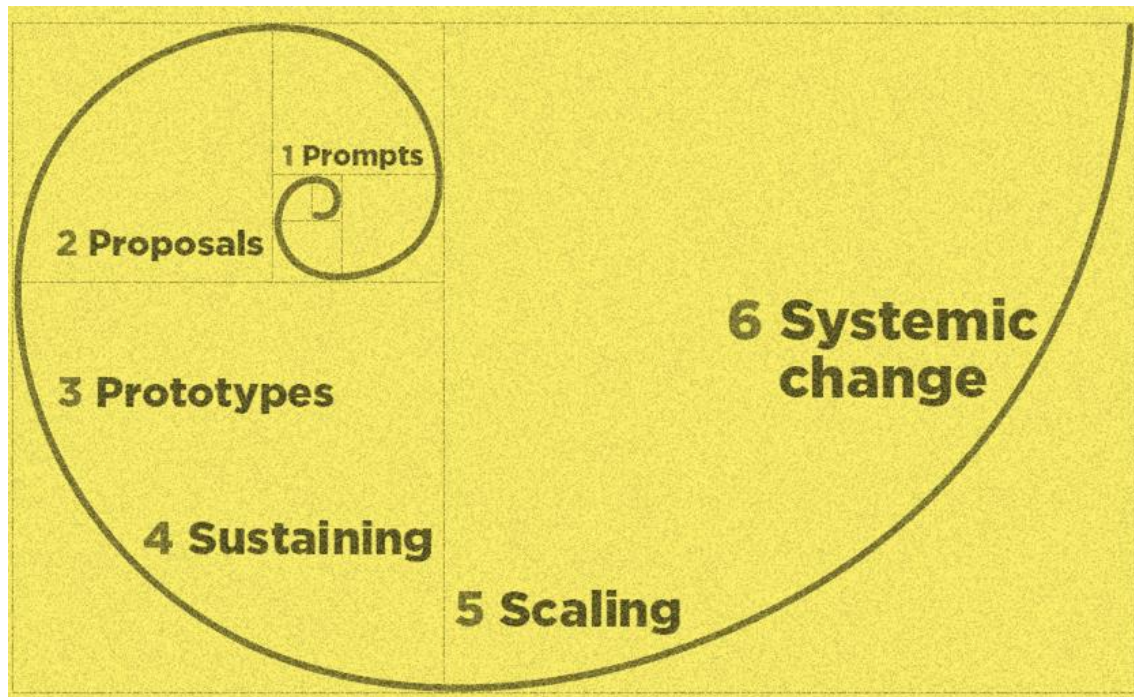 1 Prompts
2 Proposals
3 Prototypes
4 Sustaining
5 Scaling
6 Systemic
change